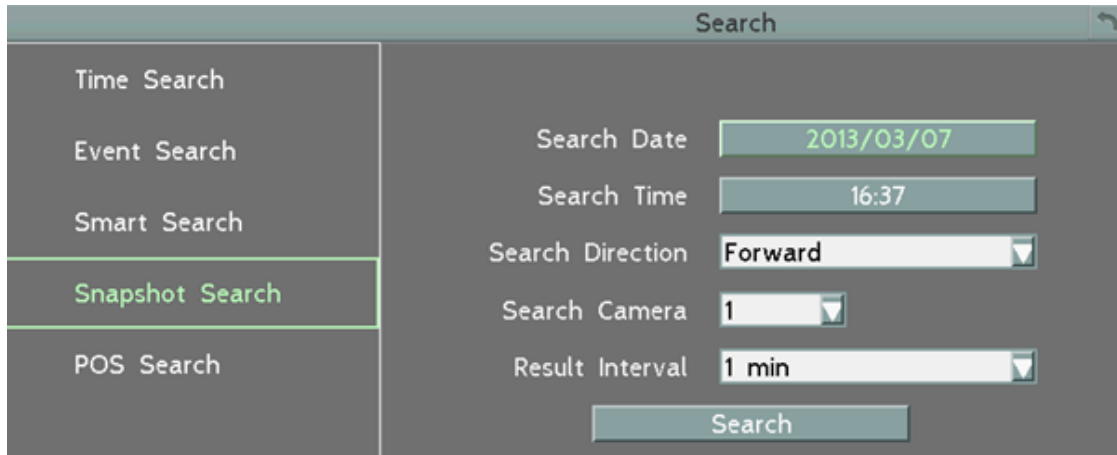 Search
Time Search
Event Search
Smart Search
Snapshot Search
POS Search
Search Date 2013/03/07
Search Time 16:37
Search Direction Forward
Search Camera 1
Result Interval 1 min
Search